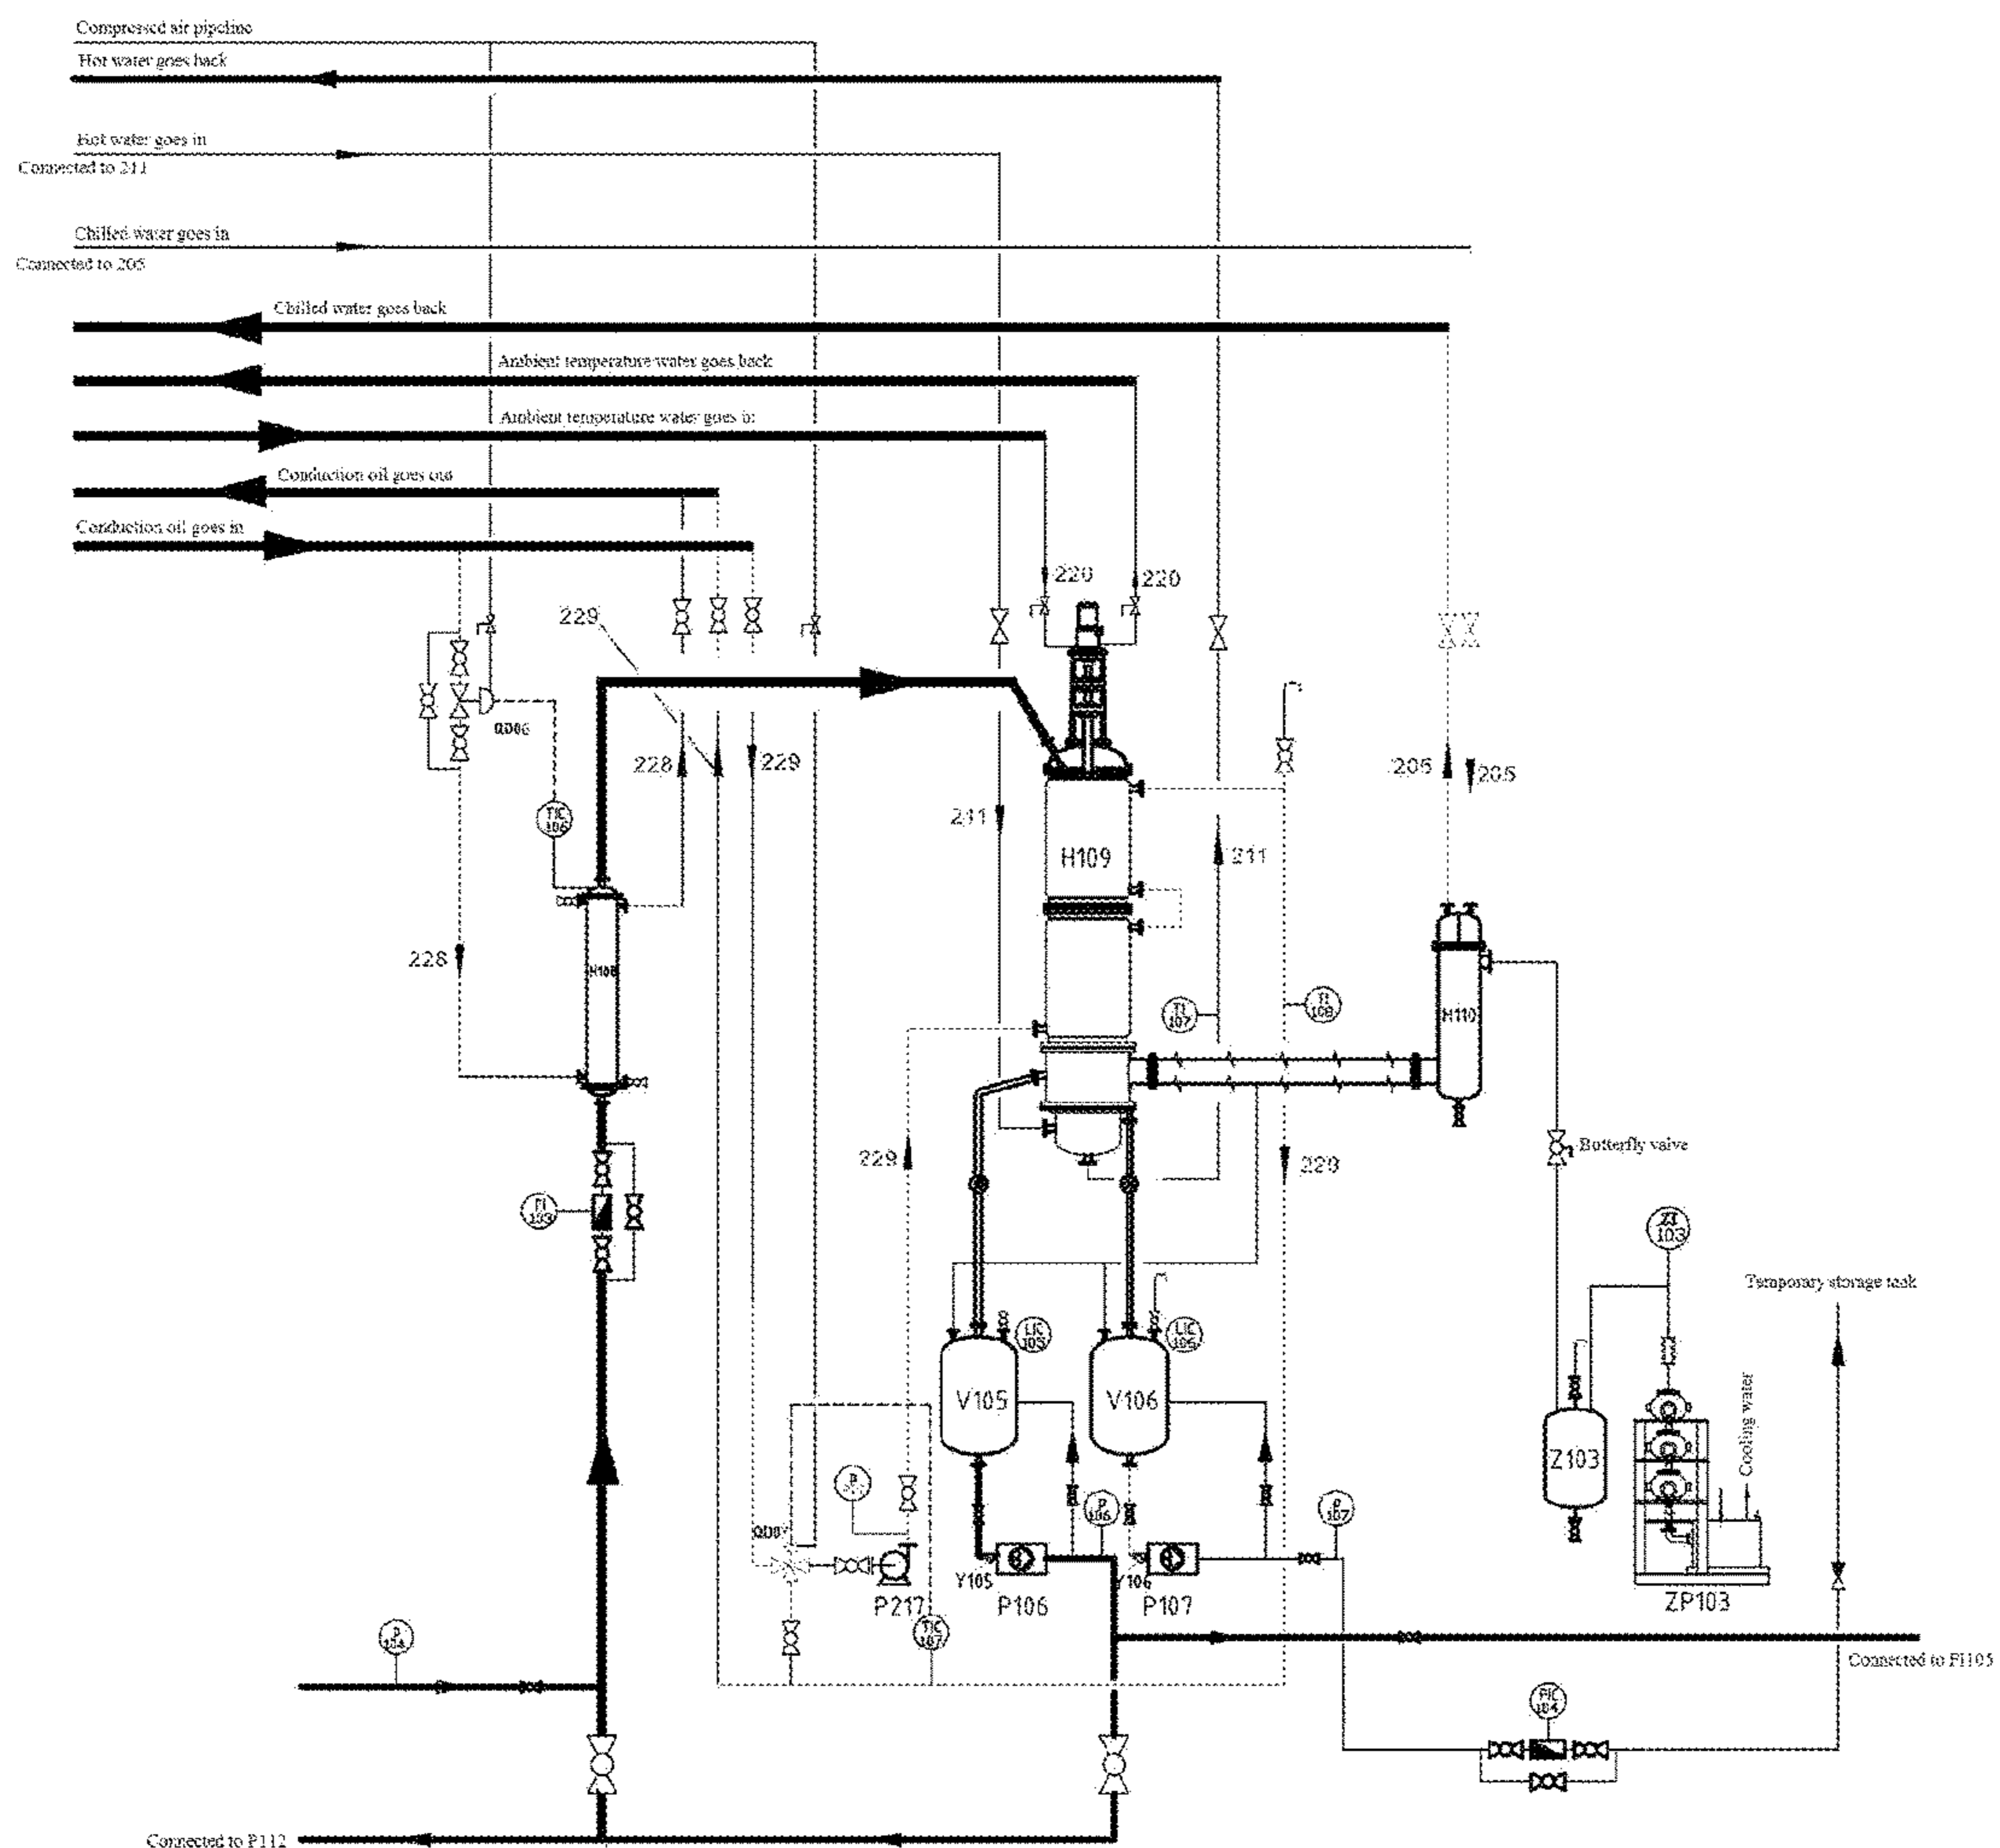 Compressed air pipeline
Hot water goes back
Hot water goes in
Connected to 211
Chilled water goes in
Connected to 205
Chilled water goes back
Ambient temperature water goes back
Ambient temperature water goes in
Conduction oil goes out
Conduction oil goes in
220
220
229
QD06
228
229
205
205
211
TIC
106
H109
211
228
H108
TI
107
TI
108
H110
229
229
Butterfly valve
FI
103
ZI
103
Temporary storage tank
LIC
105
LIC
106
V105
V106
Cooling water
Z103
P
P
106
P
107
QD07
Y105
Y106
P217
P106
P107
ZP103
P
104
TIC
107
Connected to FI105
FIC
104
Connected to P112